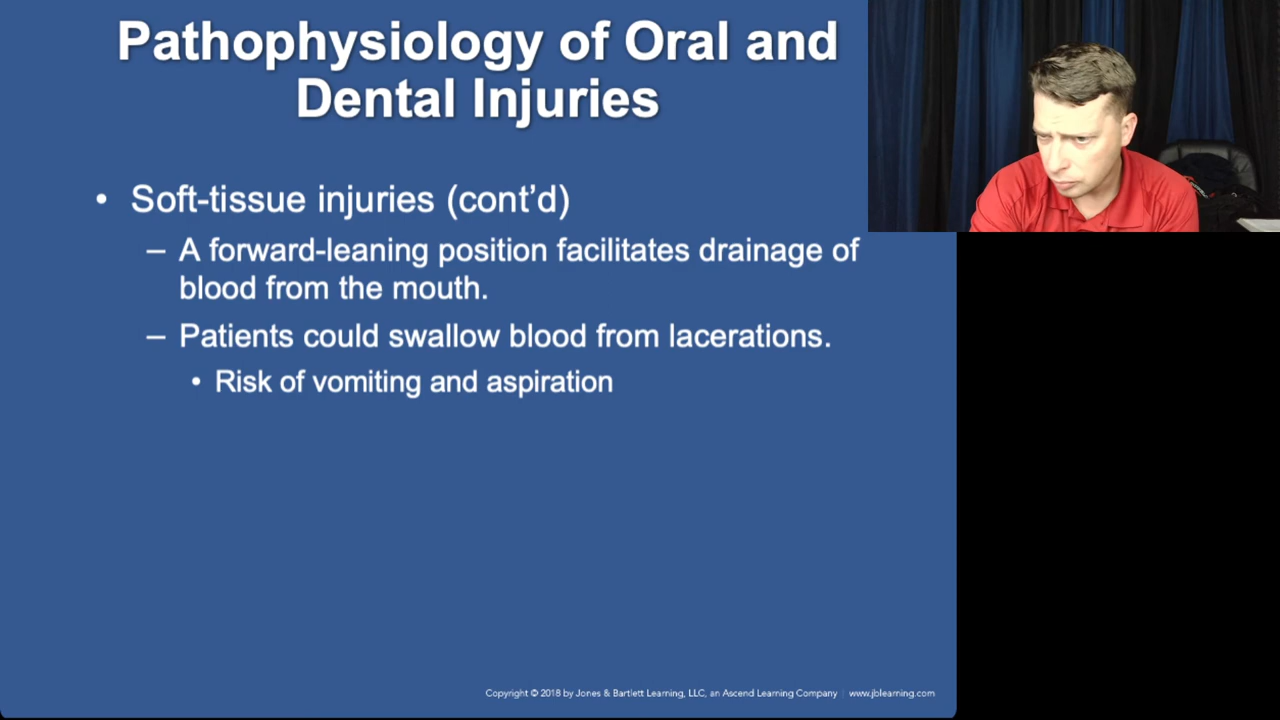 Pathophysiology of Oral and
Dental Injuries
• Soft-tissue injuries (cont’d)
– A forward-leaning position facilitates drainage of
blood from the mouth.
– Patients could swallow blood from lacerations.
• Risk of vomiting and aspiration
Copyright © 2018 by Jones & Bartlett Learning, LLC, an Ascend Learning Company | www.jblearning.com